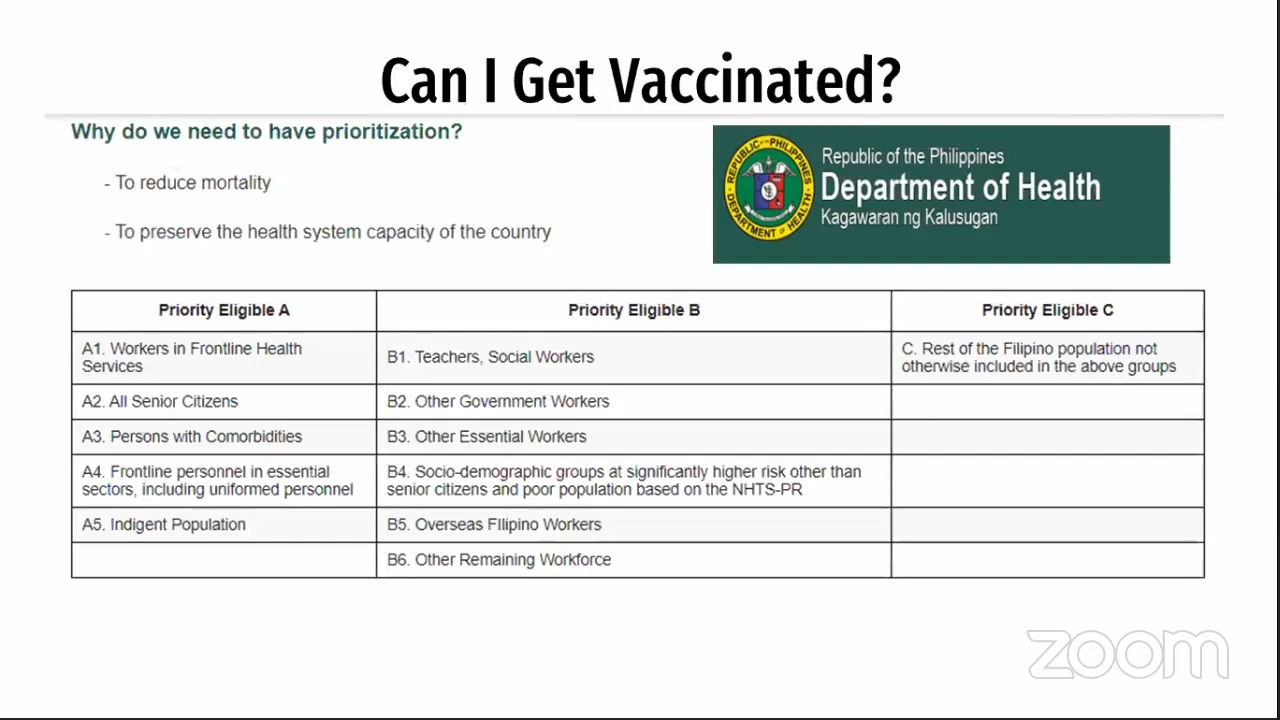 Can I Get Vaccinated?
Why do we need to have prioritization?
- To reduce mortality
- To preserve the health system capacity of the country
REPUBLIC OF THE PHILIPPINES
DEPARTMENT OF HEALTH
Republic of the Philippines
Department of Health
Kagawaran ng Kalusugan
Priority Eligible A
Priority Eligible B
Priority Eligible C
A1. Workers in Frontline Health
Services
B1. Teachers, Social Workers
C. Rest of the Filipino population not
otherwise included in the above groups
A2. All Senior Citizens
B2. Other Government Workers
A3. Persons with Comorbidities
B3. Other Essential Workers
A4. Frontline personnel in essential
sectors, including uniformed personnel
B4. Socio-demographic groups at significantly higher risk other than
senior citizens and poor population based on the NHTS-PR
A5. Indigent Population
B5. Overseas FIlipino Workers
B6. Other Remaining Workforce
zoom